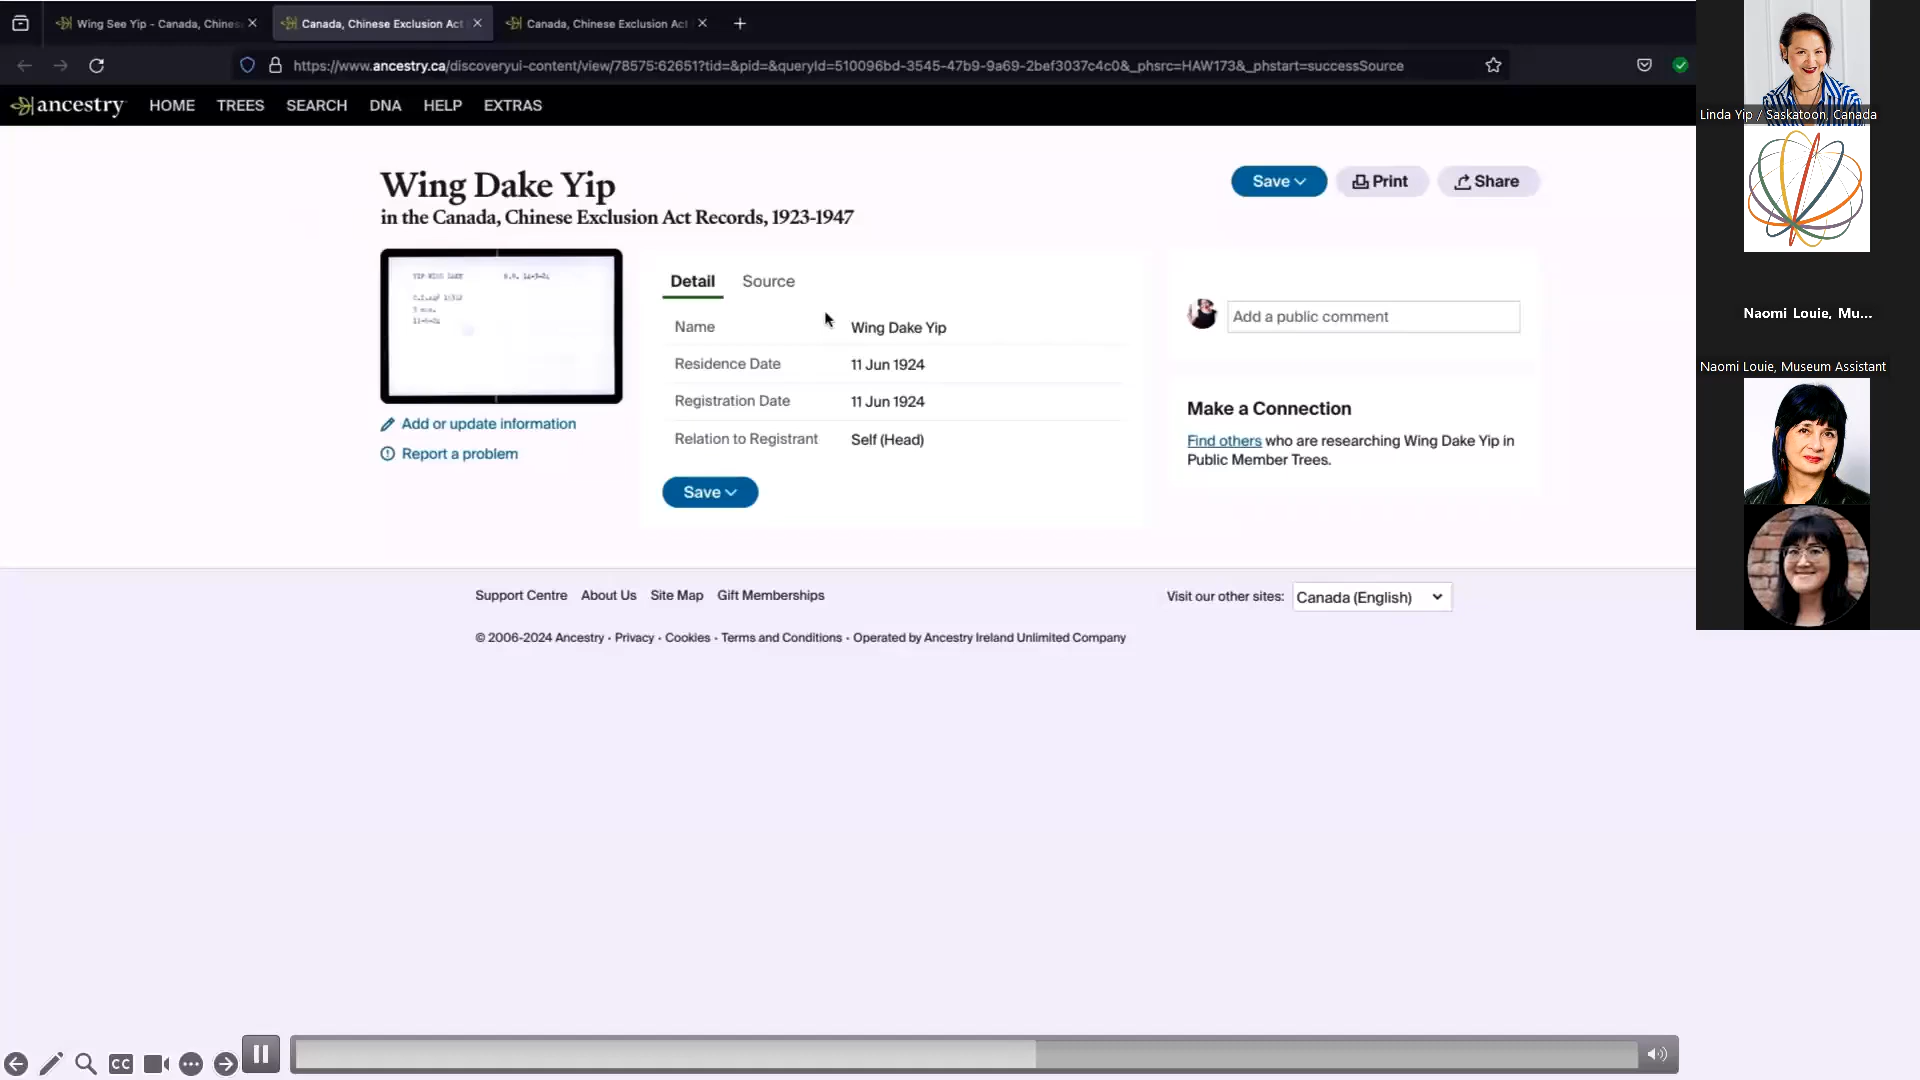 Wing See Yip - Canada, Chines
Canada, Chinese Exclusion Act
Canada, Chinese Exclusion Act
https://www.ancestry.ca/discoveryui-content/view/78575:62651?tid=&pid=&queryId=510096bd-3545-47b9-9a69-2bef3037c4c0&_phsrc=HAW173&_phstart=successSource
ancestry HOME TREES SEARCH DNA HELP EXTRAS
Wing Dake Yip
in the Canada, Chinese Exclusion Act Records, 1923-1947
Save Print Share
YIP WING DAKE
Add or update information
Report a problem
Detail Source
Name Wing Dake Yip
Residence Date 11 Jun 1924
Registration Date 11 Jun 1924
Relation to Registrant Self (Head)
Save
Add a public comment
Make a Connection
Find others who are researching Wing Dake Yip in
Public Member Trees.
Support Centre About Us Site Map Gift Memberships
Visit our other sites: Canada (English)
© 2006-2024 Ancestry · Privacy · Cookies · Terms and Conditions · Operated by Ancestry Ireland Unlimited Company
Linda Yip / Saskatoon, Canada
Naomi Louie, Mu...
Naomi Louie, Museum Assistant
CC